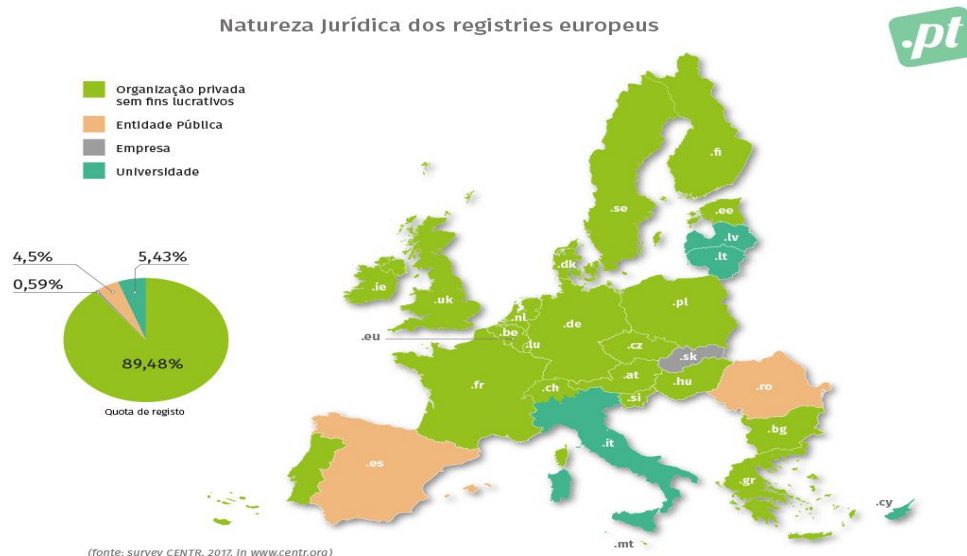 Natureza Jurídica dos registries europeus
.pt
Organização privada
sem fins lucrativos
Entidade Pública
Empresa
Universidade
4,5%
5,43%
0,59%
89,48%
Quota de registo
.fi
.se
.ee
.lv
.lt
.dk
.ie
.uk
.nl
.pl
.de
.be
.eu
.lu
.cz
.sk
.fr
.ch
.at
.hu
.si
.ro
.bg
.it
.es
.gr
.cy
.mt
(fonte: survey CENTR, 2017, in www.centr.org)